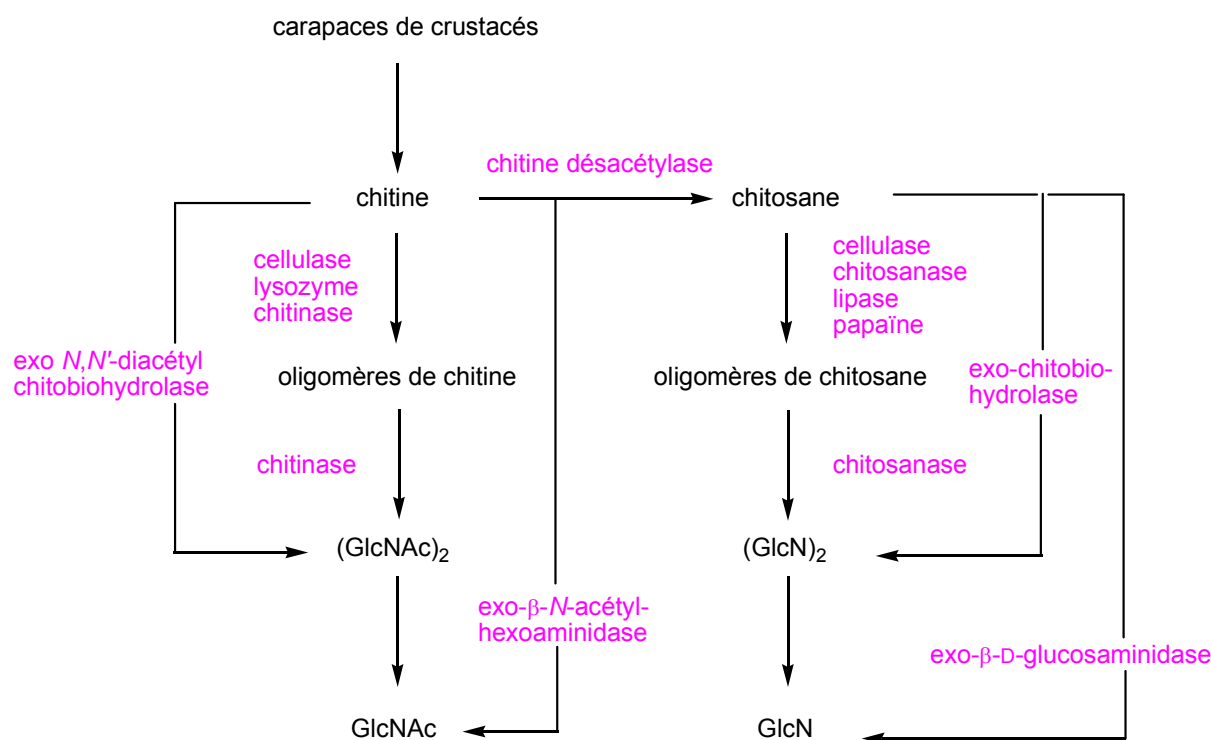 carapaces de crustacés
chitine désacétylase
chitine
chitosane
cellulase
lysozyme
chitinase
cellulase
chitosanase
lipase
papaïne
exo N,N'-diacétyl
chitobiohydrolase
oligomères de chitine
oligomères de chitosane
exo-chitobio-
hydrolase
chitinase
chitosanase
(GlcNAc)2
(GlcN)2
exo-β-N-acétyl-
hexoaminidase
exo-β-D-glucosaminidase
GlcNAc
GlcN